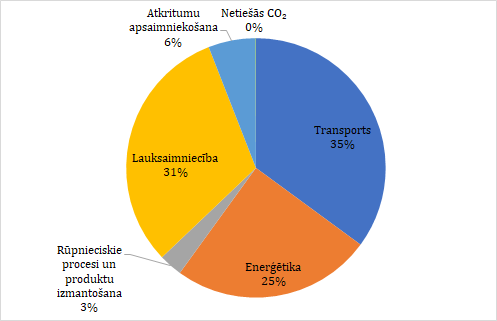 Atkritumu
apsaimniekošana
6%
Netiešās CO₂
0%
Transports
35%
Lauksaimniecība
31%
Rūpnieciskie
procesi un
produktu
izmantošana
3%
Enerģētika
25%